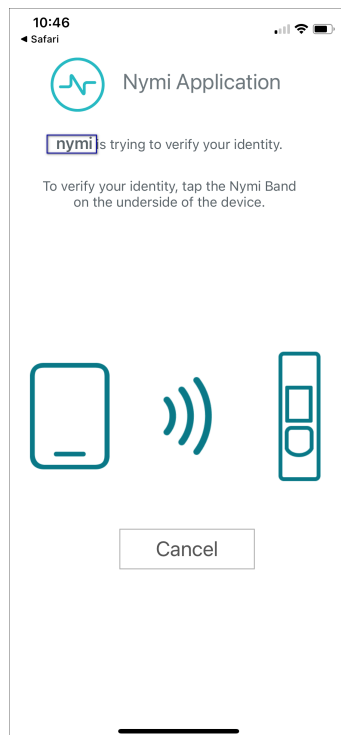 10:46
◀ Safari
Nymi Application
nymi is trying to verify your identity.
To verify your identity, tap the Nymi Band
on the underside of the device.
Cancel